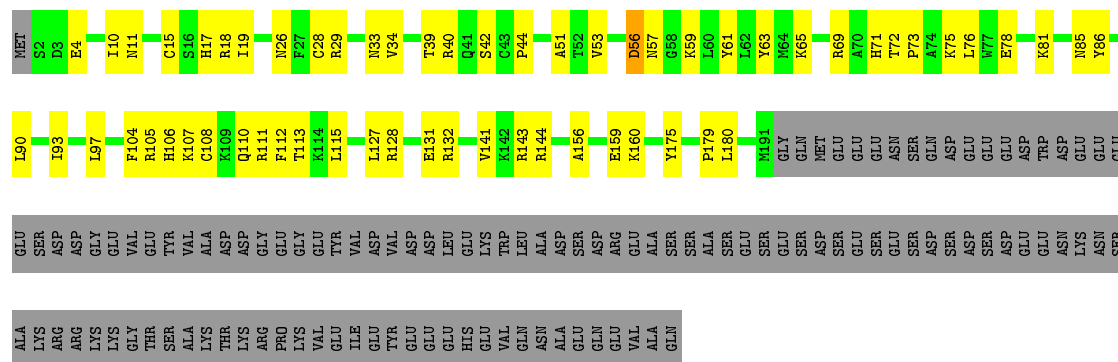 MET S2 D3 E4 I10 N11 C15 S16 H17 R18 I19 N26 F27 C28 R29 N33 V34 T39 R40 Q41 S42 C43 P44 A51 T52 V53 D56 N57 G58 K59 L60 Y61 L62 Y63 M64 K65 R69 A70 H71 T72 P73 A74 K75 L76 W77 E78 K81 N85 Y86
L90 I93 L97 F104 R105 H106 K107 C108 K109 Q110 R111 F112 T113 K114 L115 L127 R128 E131 R132 V141 K142 R143 R144 A156 E159 K160 Y175 P179 L180 M191 GLY GLN MET GLU GLU GLU ASN SER GLN ASP GLU GLU GLU ASP TRP ASP GLU GLU GLU
GLU SER ASP ASP GLY GLU VAL GLU TYR VAL ALA ASP ASP GLY GLU GLY GLU TYR VAL ASP VAL ASP ASP LEU GLU LYS TRP LEU ALA ASP SER ASP ARG GLU ALA SER SER ALA SER GLU SER GLU SER ASP SER GLU SER GLU SER ASP SER ASP SER ASP GLU GLU ASN LYS ASN SER
ALA LYS ARG ARG LYS LYS GLY THR SER ALA LYS THR LYS ARG PRO LYS VAL GLU ILE GLU TYR GLU GLU GLU HIS GLU VAL GLN ASN ALA GLU GLN GLU VAL ALA GLN